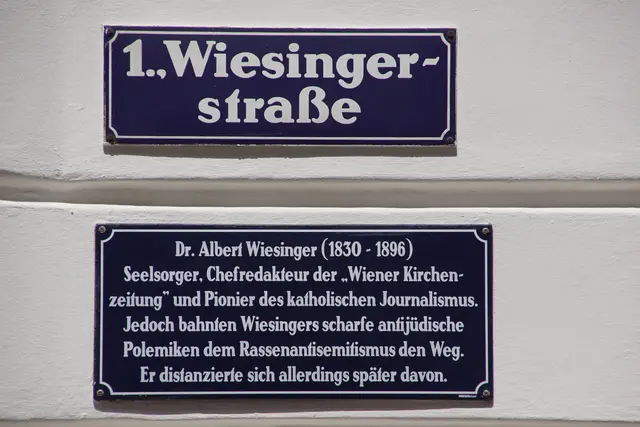 1., Wiesinger-
straße
Dr. Albert Wiesinger (1830 - 1896)
Seelsorger, Chefredakteur der „Wiener Kirchen-
zeitung" und Pionier des katholischen Journalismus.
Jedoch bahnten Wiesingers scharfe antijüdische
Polemiken dem Rassenantisemitismus den Weg.
Er distanzierte sich allerdings später davon.